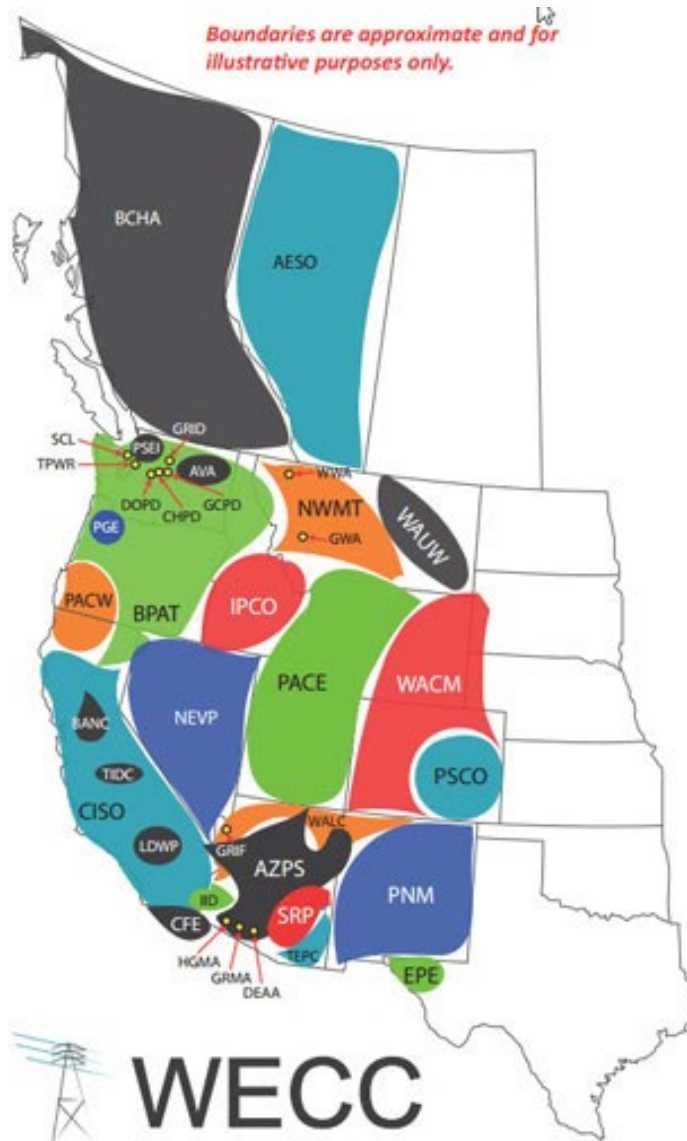 Boundaries are approximate and for
illustrative purposes only.
BCHA
AESO
GRID
SCL
PSEI
TPWR
AVA
WWA
DOPD
GCPD
CHPD
NWMT
WAUW
PGE
GWA
PACW
BPAT
IPCO
PACE
WACM
NEVP
BANC
PSCO
TIDC
CISO
WALC
LDWP
GRIF
AZPS
PNM
IID
SRP
CFE
TEPC
HGMA
GRMA
DEAA
EPE
WECC